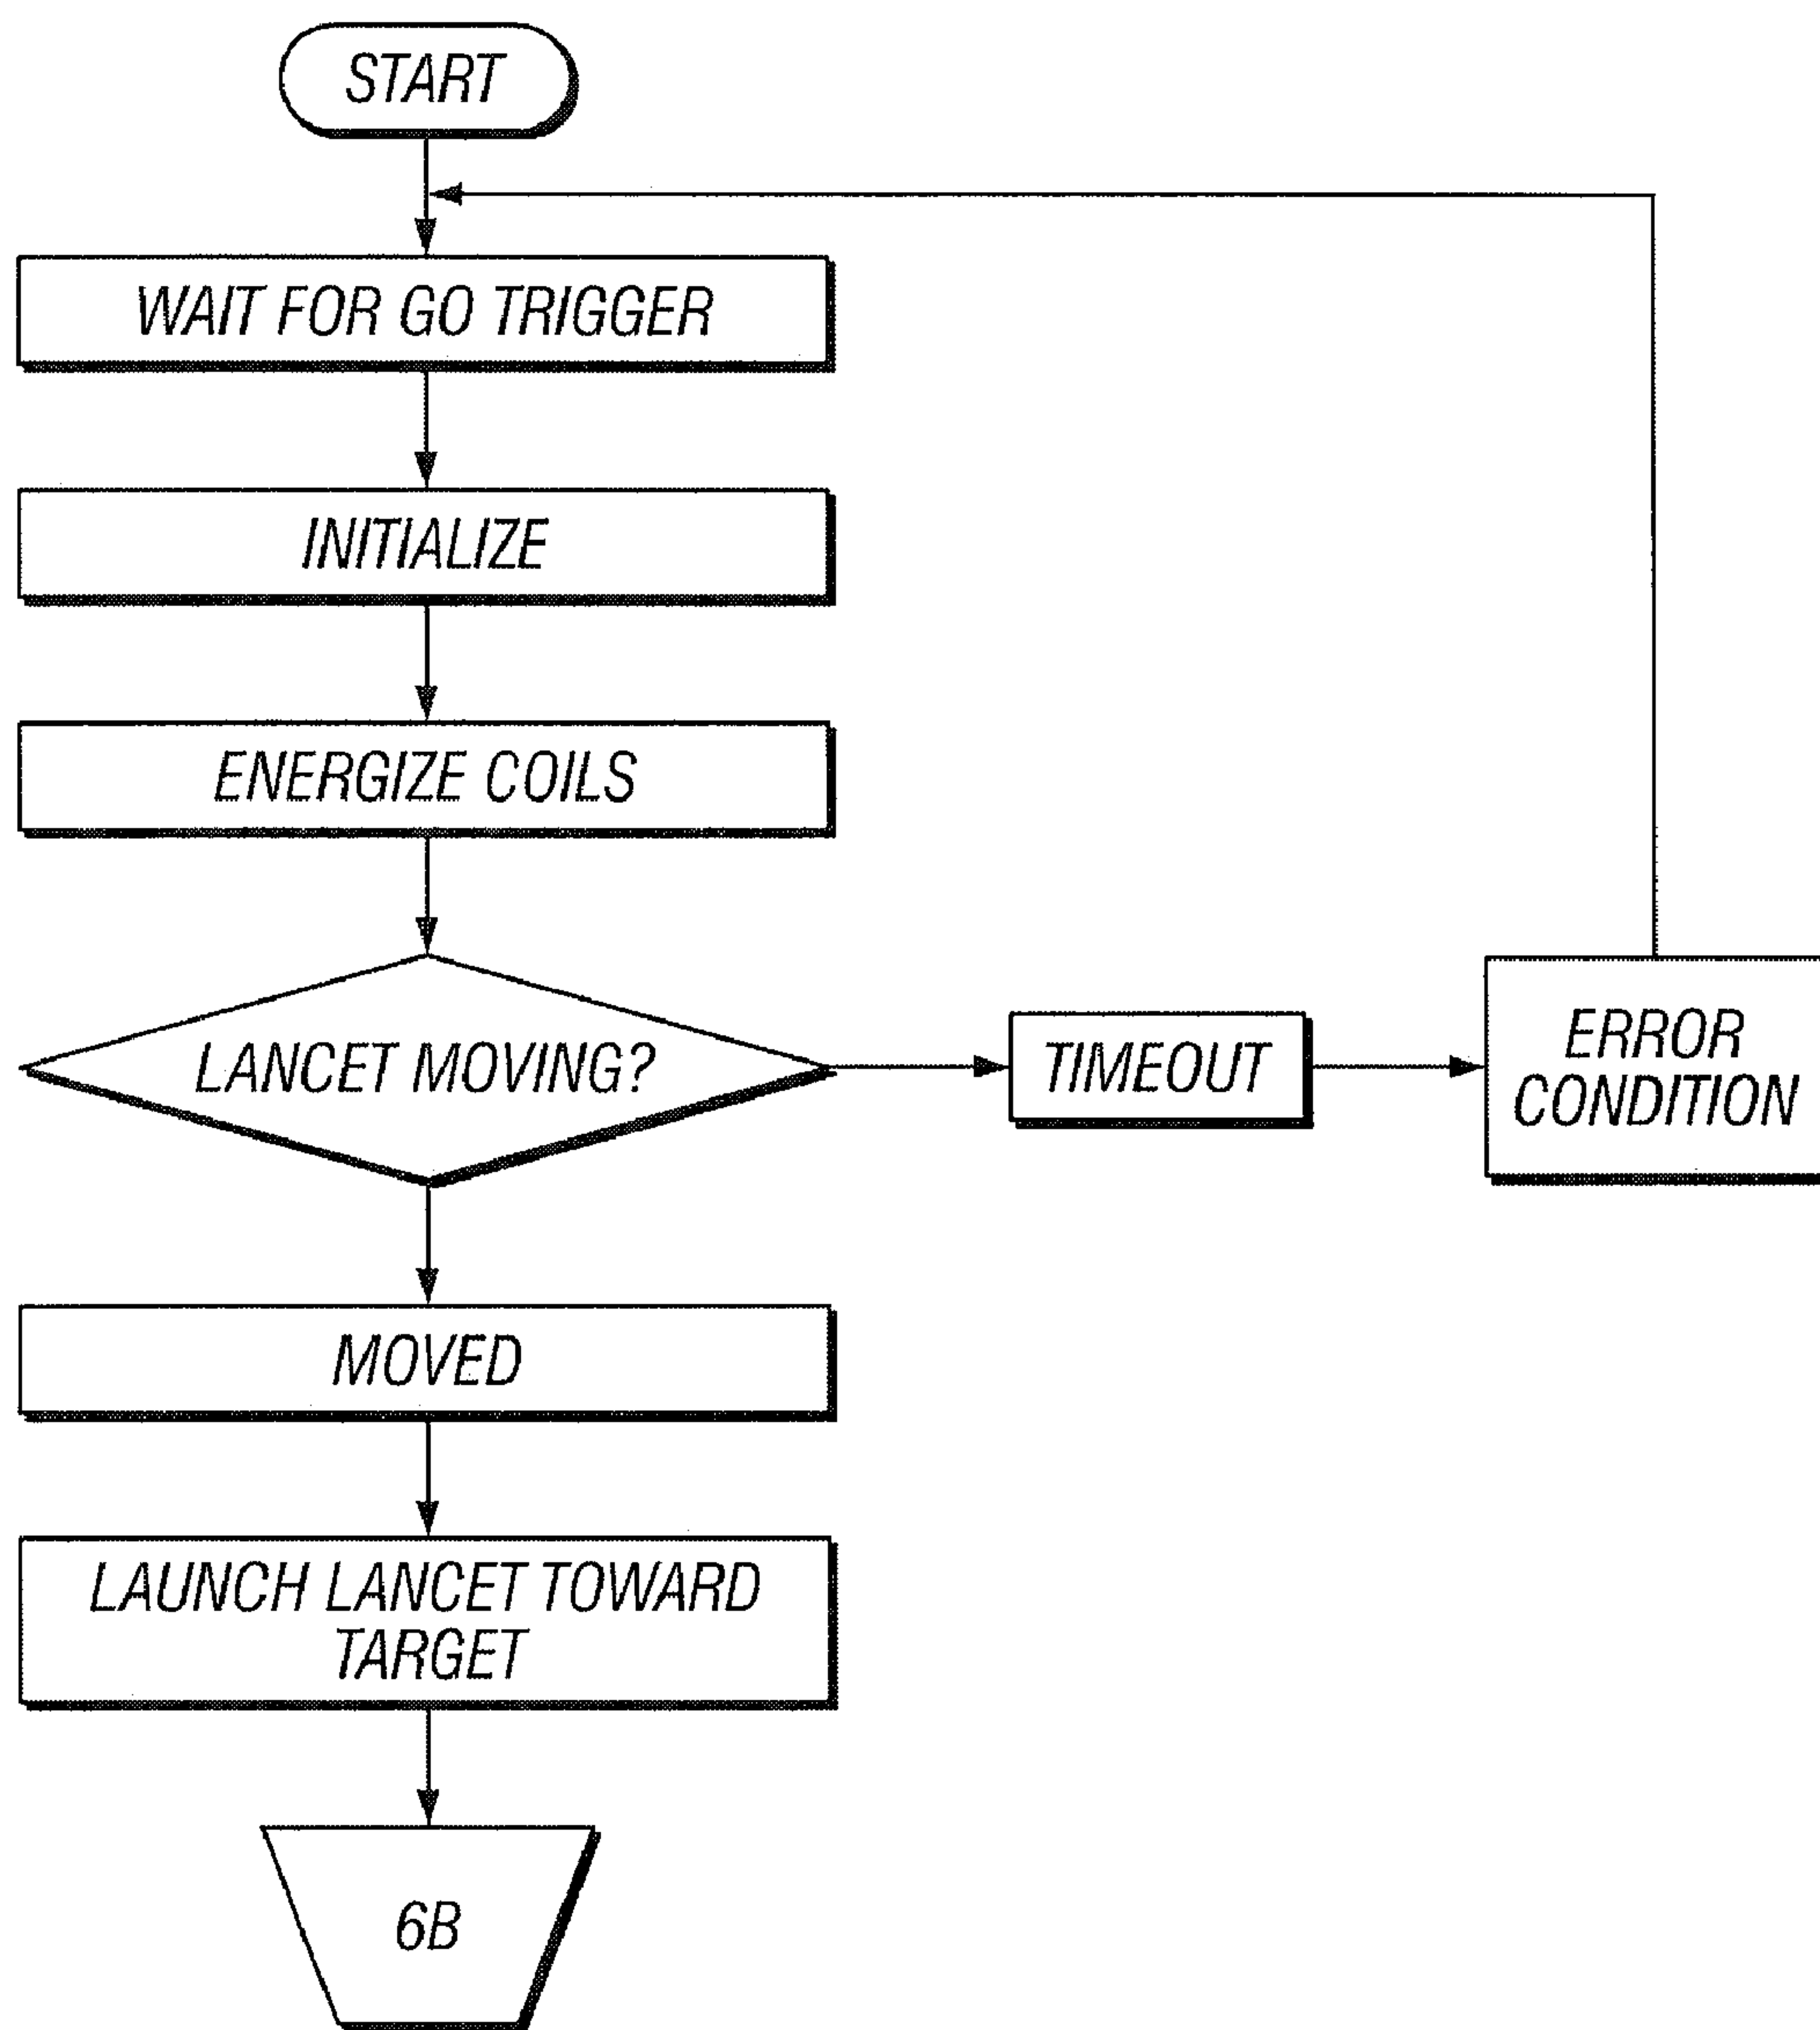 START
WAIT FOR GO TRIGGER
INITIALIZE
ENERGIZE COILS
LANCET MOVING?
TIMEOUT
ERROR
CONDITION
MOVED
LAUNCH LANCET TOWARD
TARGET
6B